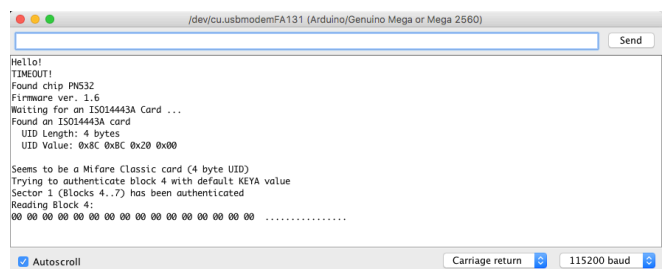 /dev/cu.usbmodemFA131 (Arduino/Genuino Mega or Mega 2560)
Send
Hello!
TIMEOUT!
Found chip PN532
Firmware ver. 1.6
Waiting for an ISO14443A Card ...
Found an ISO14443A card
UID Length: 4 bytes
UID Value: 0x8C 0xBC 0x20 0x00
Seems to be a Mifare Classic card (4 byte UID)
Trying to authenticate block 4 with default KEYA value
Sector 1 (Blocks 4..7) has been authenticated
Reading Block 4:
00 00 00 00 00 00 00 00 00 00 00 00 00 00 00 00 ................
Autoscroll
Carriage return
115200 baud